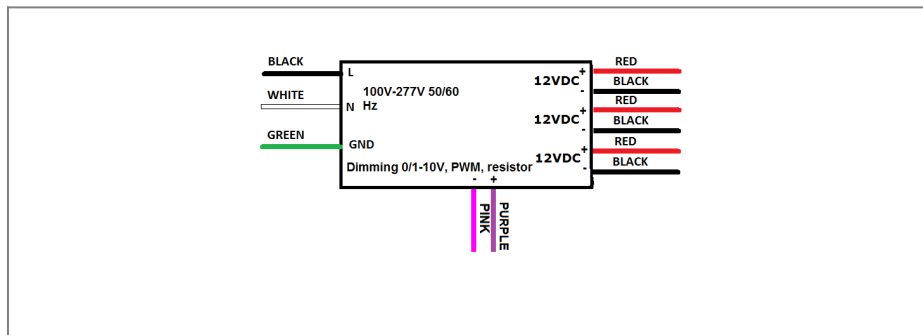 BLACK
L
WHITE
N
100V-277V 50/60
Hz
GREEN
GND
Dimming 0/1-10V, PWM, resistor
- +
PINK
PURPLE
RED
12VDC + -
BLACK
RED
12VDC + -
BLACK
RED
12VDC + -
BLACK